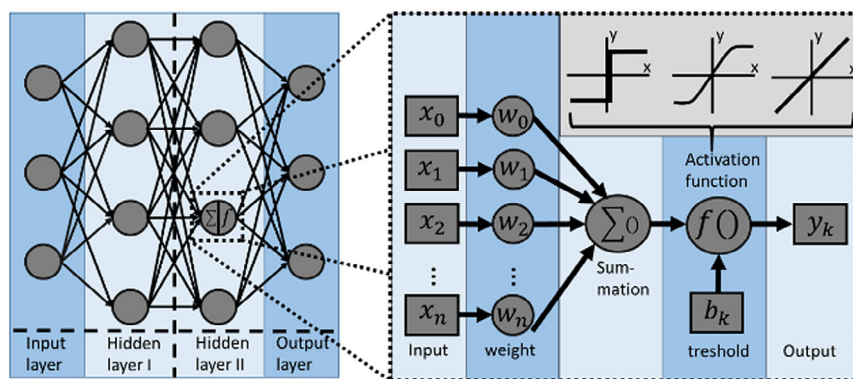 ∑ f
Input
layer
Hidden
layer I
Hidden
layer II
Output
layer
y
x
y
x
y
x
Activation
function
x₀
w₀
x₁
w₁
x₂
w₂
⋮
⋮
xₙ
wₙ
∑()
Sum-
mation
f()
yₖ
bₖ
Input
weight
treshold
Output